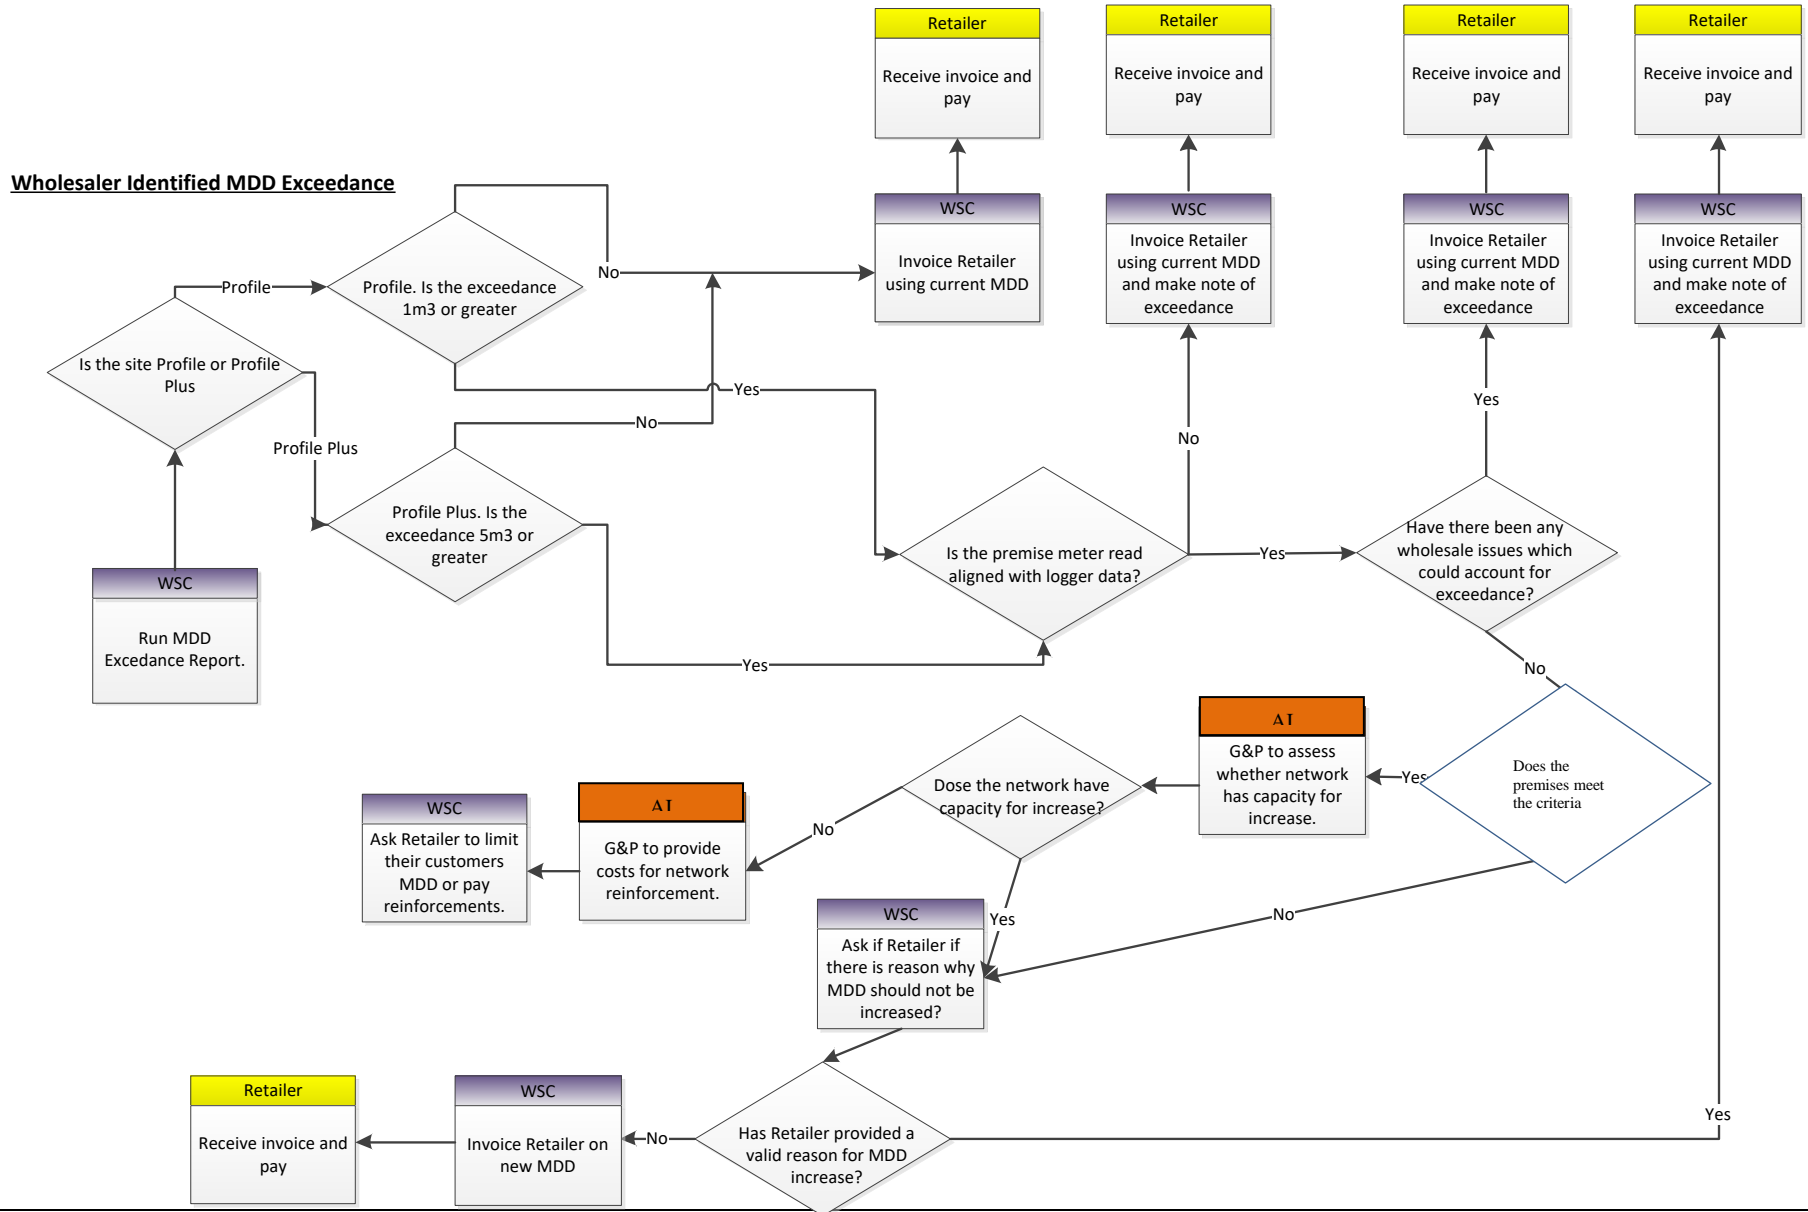 Retailer
Receive invoice and
pay
Retailer
Receive invoice and
pay
Retailer
Receive invoice and
pay
Retailer
Receive invoice and
pay
Wholesaler Identified MDD Exceedance
WSC
Invoice Retailer
using current MDD
WSC
Invoice Retailer
using current MDD
and make note of
exceedance
WSC
Invoice Retailer
using current MDD
and make note of
exceedance
WSC
Invoice Retailer
using current MDD
and make note of
exceedance
Profile
Profile. Is the exceedance
1m3 or greater
No
Is the site Profile or Profile
Plus
Yes
No
Profile Plus
Profile Plus. Is the
exceedance 5m3 or
greater
Yes
WSC
Run MDD
Excedance Report.
Is the premise meter read
aligned with logger data?
No
Yes
Yes
Have there been any
wholesale issues which
could account for
exceedance?
No
Does the
premises meet
the criteria
Yes
No
AT
G&P to assess
whether network
has capacity for
increase.
Dose the network have
capacity for increase?
No
Yes
AT
G&P to provide
costs for network
reinforcement.
WSC
Ask Retailer to limit
their customers
MDD or pay
reinforcements.
WSC
Ask if Retailer if
there is reason why
MDD should not be
increased?
Has Retailer provided a
valid reason for MDD
increase?
Yes
No
WSC
Invoice Retailer on
new MDD
Retailer
Receive invoice and
pay